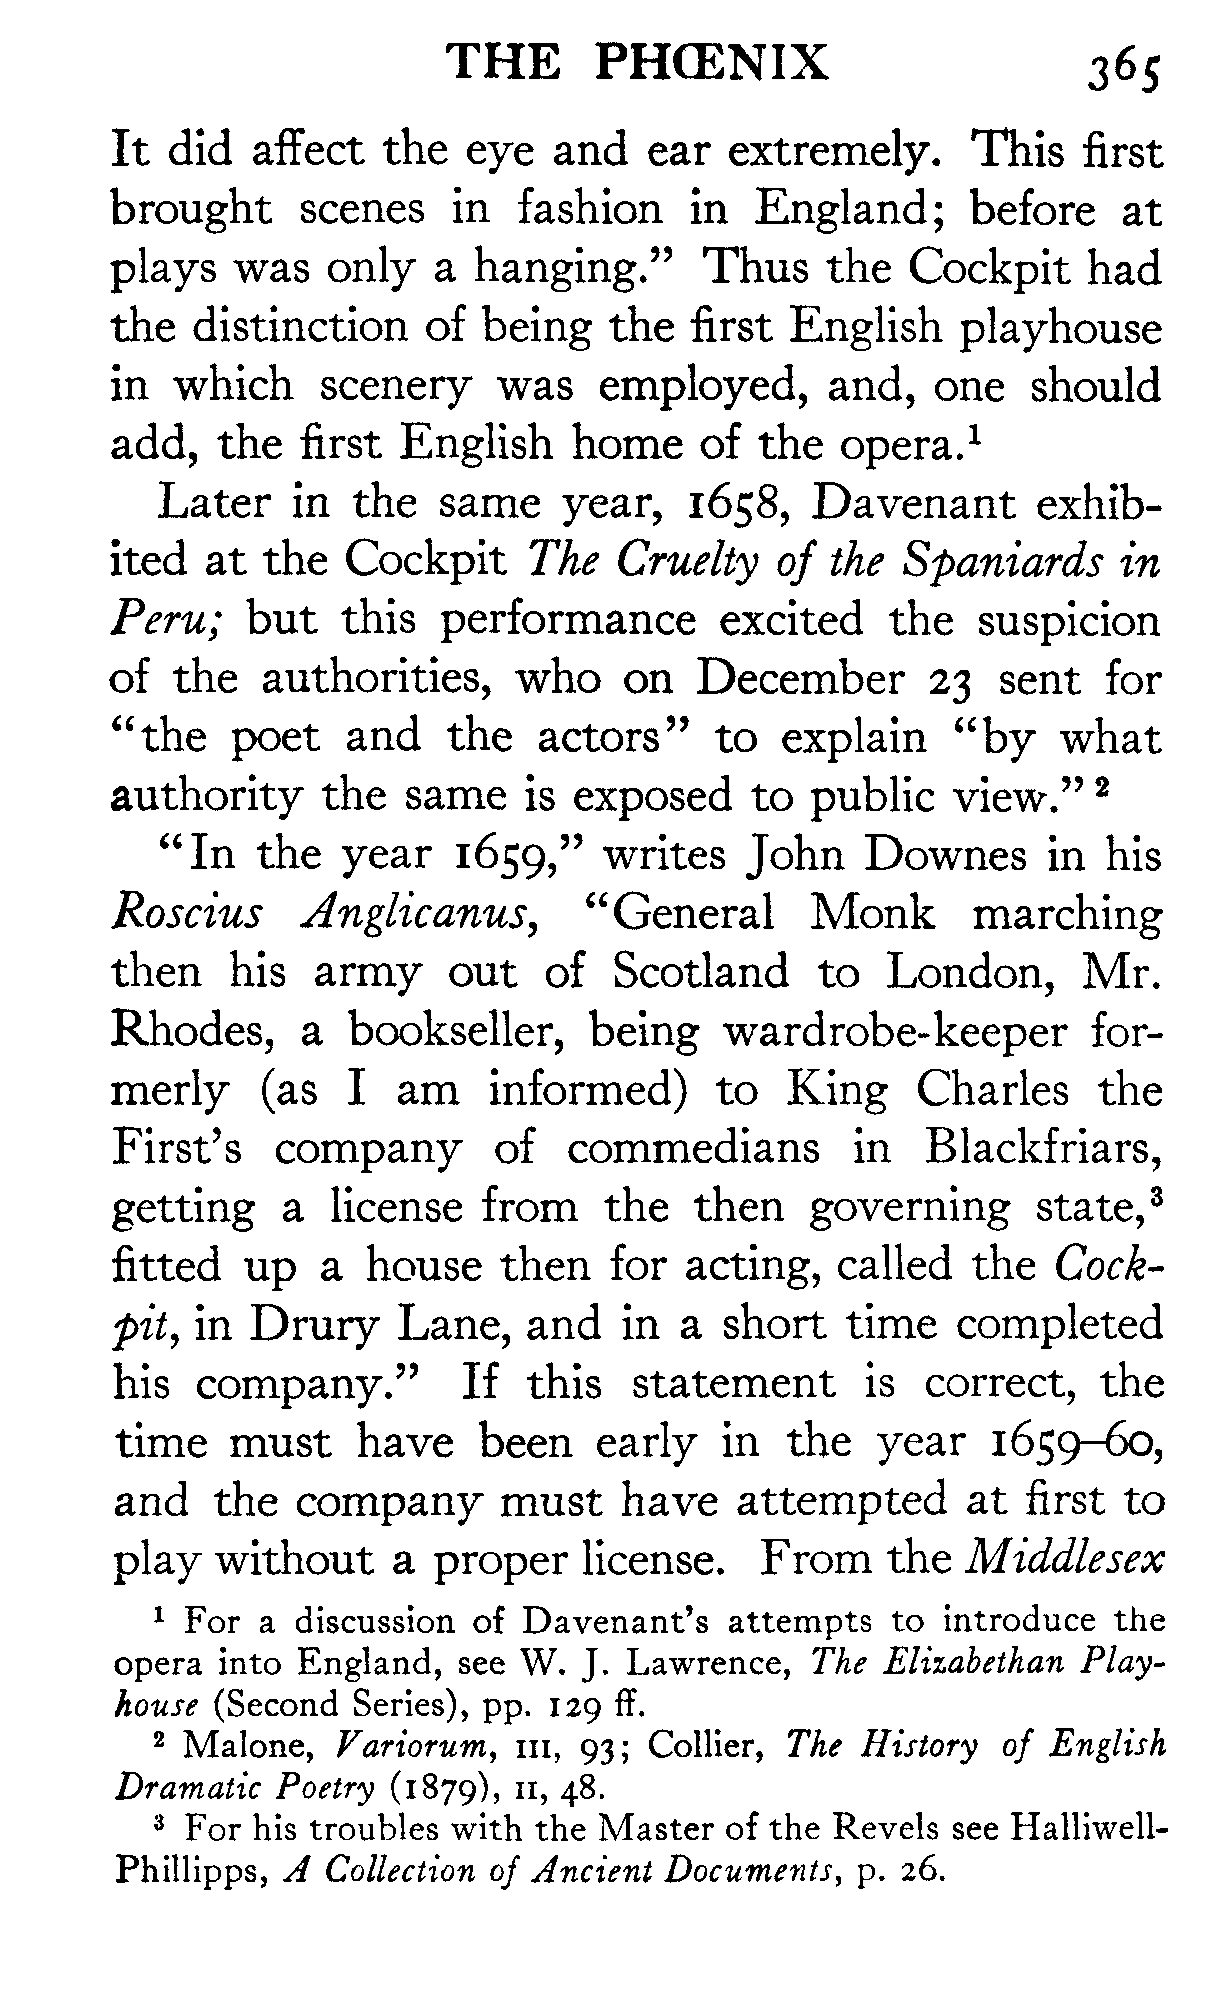 THE PHŒNIX 365
It did affect the eye and ear extremely. This first
brought scenes in fashion in England; before at
plays was only a hanging.” Thus the Cockpit had
the distinction of being the first English playhouse
in which scenery was employed, and, one should
add, the first English home of the opera.¹
Later in the same year, 1658, Davenant exhib-
ited at the Cockpit The Cruelty of the Spaniards in
Peru; but this performance excited the suspicion
of the authorities, who on December 23 sent for
“the poet and the actors” to explain “by what
authority the same is exposed to public view.” ²
“In the year 1659,” writes John Downes in his
Roscius Anglicanus, “General Monk marching
then his army out of Scotland to London, Mr.
Rhodes, a bookseller, being wardrobe-keeper for-
merly (as I am informed) to King Charles the
First’s company of commedians in Blackfriars,
getting a license from the then governing state,³
fitted up a house then for acting, called the Cock-
pit, in Drury Lane, and in a short time completed
his company.” If this statement is correct, the
time must have been early in the year 1659–60,
and the company must have attempted at first to
play without a proper license. From the Middlesex
¹ For a discussion of Davenant’s attempts to introduce the
opera into England, see W. J. Lawrence, The Elizabethan Play-
house (Second Series), pp. 129 ff.
² Malone, Variorum, III, 93; Collier, The History of English
Dramatic Poetry (1879), II, 48.
³ For his troubles with the Master of the Revels see Halliwell-
Phillipps, A Collection of Ancient Documents, p. 26.